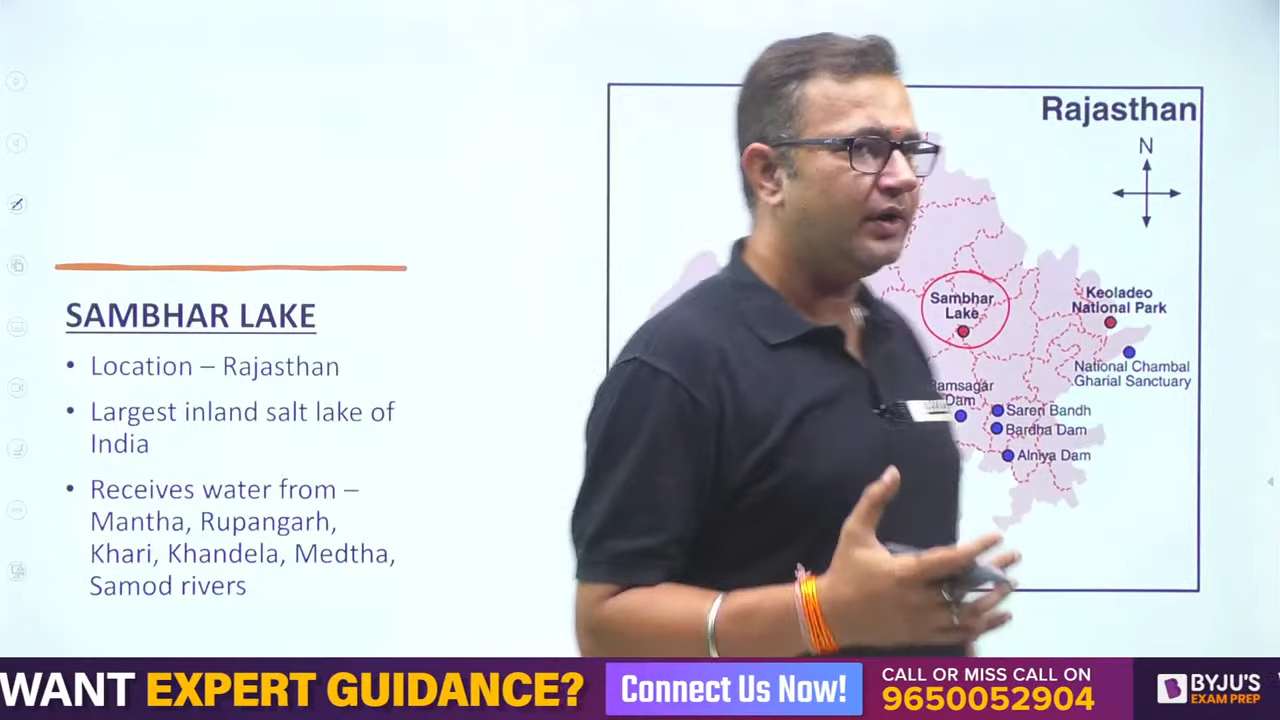 SAMBHAR LAKE
• Location – Rajasthan
• Largest inland salt lake of
India
• Receives water from –
Mantha, Rupangarh,
Khari, Khandela, Medtha,
Samod rivers
Rajasthan
N
Sambhar
Lake
Keoladeo
National Park
National Chambal
Gharial Sanctuary
Dam
Sareri Bandh
Bardha Dam
Alniya Dam
WANT EXPERT GUIDANCE?
Connect Us Now!
CALL OR MISS CALL ON
9650052904
BYJU'S
EXAM PREP